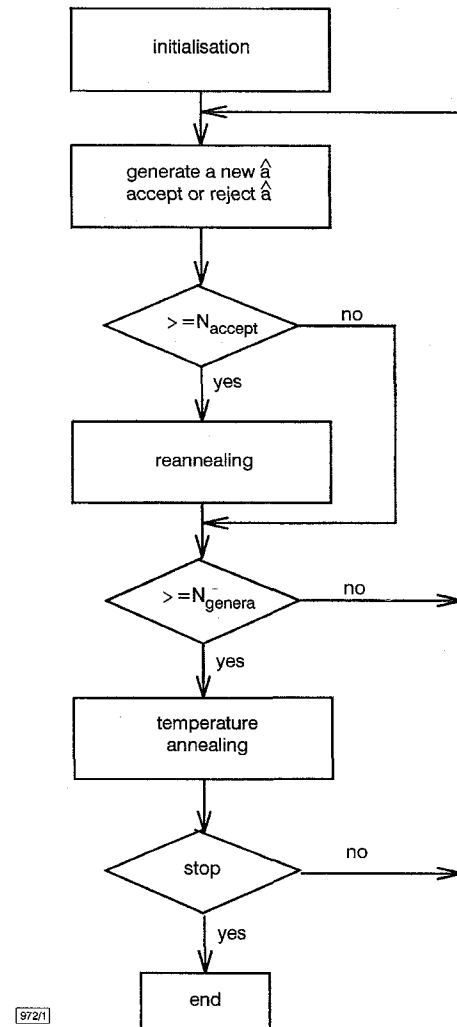 initialisation
generate a new â
accept or reject â
>=N_accept
no
yes
reannealing
>=N_genera
no
yes
temperature
annealing
stop
no
yes
end
972/1